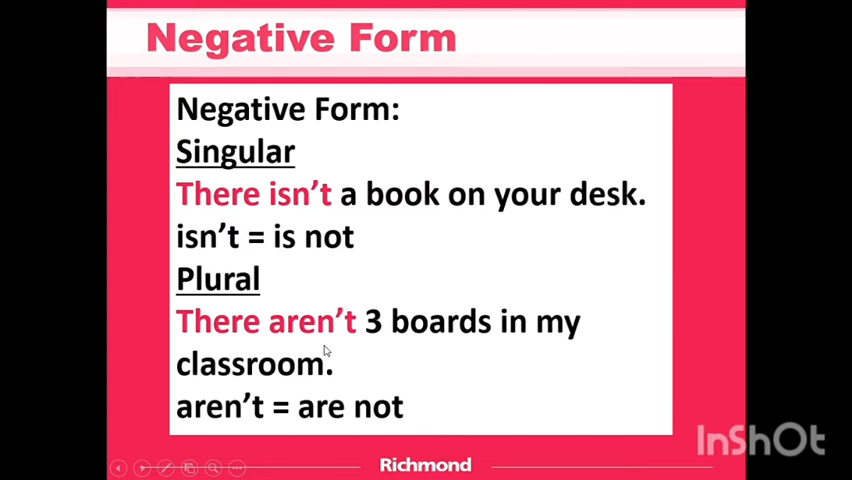 Negative Form
Negative Form:
Singular
There isn't a book on your desk.
isn't = is not
Plural
There aren't 3 boards in my
classroom.
aren't = are not
Richmond
InShOt